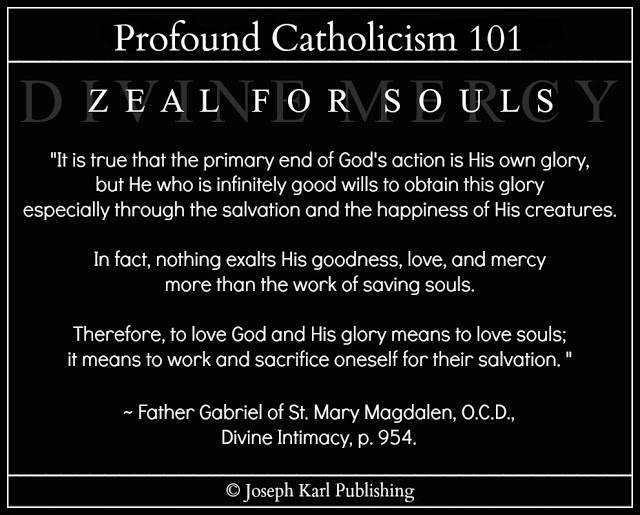 Profound Catholicism 101
DIVINE MERCY
ZEAL FOR SOULS
"It is true that the primary end of God's action is His own glory,
but He who is infinitely good wills to obtain this glory
especially through the salvation and the happiness of His creatures.
In fact, nothing exalts His goodness, love, and mercy
more than the work of saving souls.
Therefore, to love God and His glory means to love souls;
it means to work and sacrifice oneself for their salvation. "
~ Father Gabriel of St. Mary Magdalen, O.C.D.,
Divine Intimacy, p. 954.
© Joseph Karl Publishing